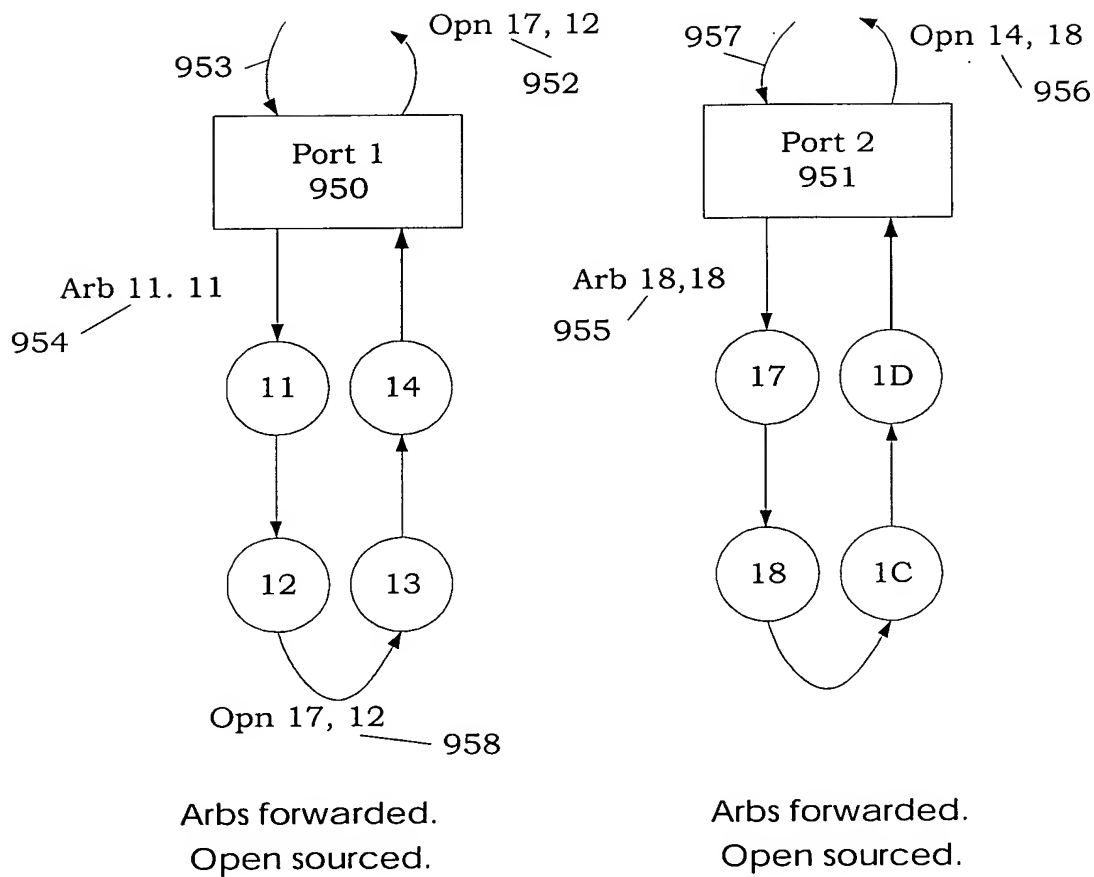 Opn 17, 12
952
953
Port 1
950
Arb 11. 11
954
11
14
12
13
Opn 17, 12
958
Arbs forwarded.
Open sourced.
Opn 14, 18
956
957
Port 2
951
Arb 18,18
955
17
1D
18
1C
Arbs forwarded.
Open sourced.